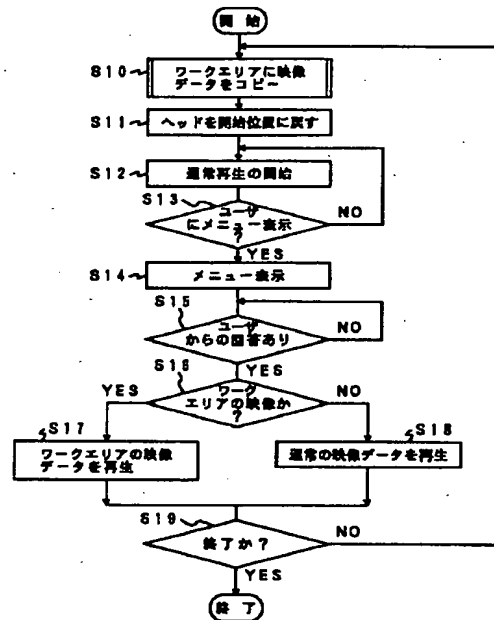 開始
S10
ワークエリアに映像
データをコピー
S11
ヘッドを開始位置に戻す
S12
通常再生の開始
S13
ユーザ
にメニュー表示
?
NO
YES
S14
メニュー表示
S15
ユーザ
からの回答あり
NO
YES
S16
ワーク
エリアの映像か
?
YES
NO
S17
ワークエリアの映像
データを再生
S18
通常の映像データを再生
S19
終了か?
NO
YES
終了